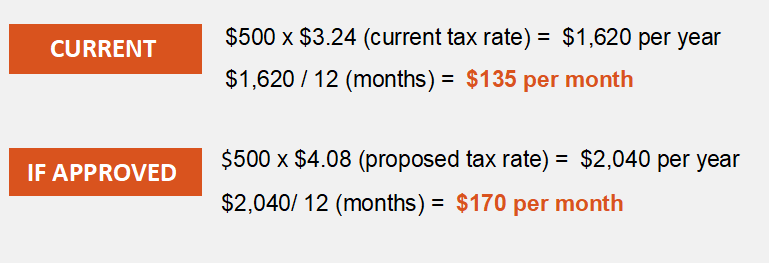 CURRENT
$500 x $3.24 (current tax rate) = $1,620 per year
$1,620 / 12 (months) = $135 per month
IF APPROVED
$500 x $4.08 (proposed tax rate) = $2,040 per year
$2,040/ 12 (months) = $170 per month